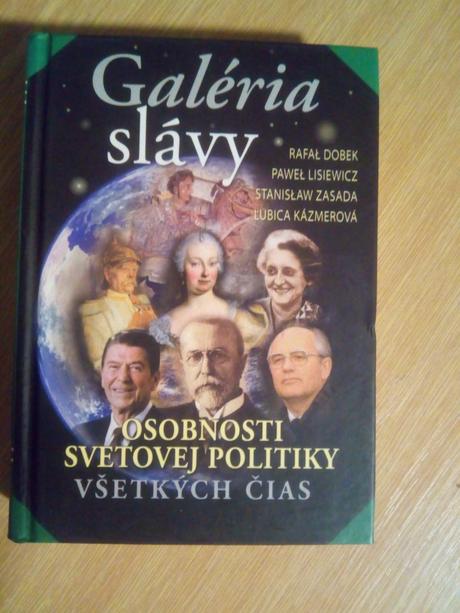 Galéria
slávy
RAFAŁ DOBEK
PAWEŁ LISIEWICZ
STANISŁAW ZASADA
ĽUBICA KÁZMEROVÁ
OSOBNOSTI
SVETOVEJ POLITIKY
VŠETKÝCH ČIAS